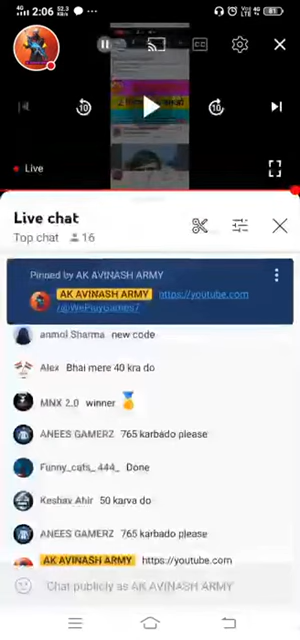 2:06
10
10
Live
Live chat
Top chat 16
Pinned by AK AVINASH ARMY
AK AVINASH ARMY https://youtube.com
/@WePlayGames7
anmol Sharma new code
Alex Bhai mere 40 kra do
MNX 2.0 winner
ANEES GAMERZ 765 karbado please
Funny_cats_444_ Done
Keshav Ahir 50 karva do
ANEES GAMERZ 765 karbado please
AK AVINASH ARMY https://youtube.com
Chat publicly as AK AVINASH ARMY